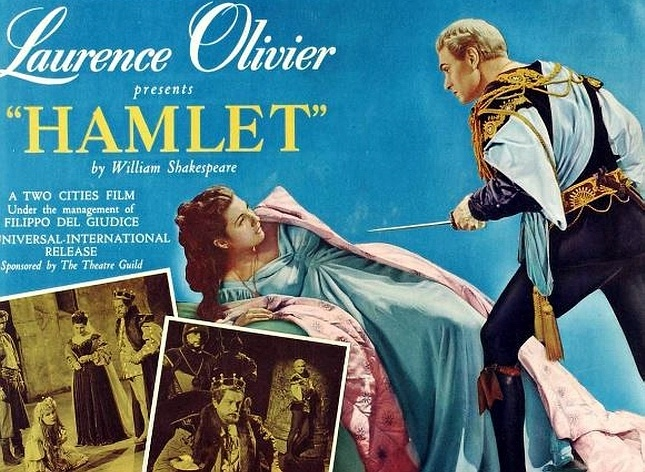 Laurence Olivier
presents
“HAMLET”
by William Shakespeare
A TWO CITIES FILM
Under the management of
FILIPPO DEL GIUDICE
UNIVERSAL-INTERNATIONAL
RELEASE
Sponsored by The Theatre Guild